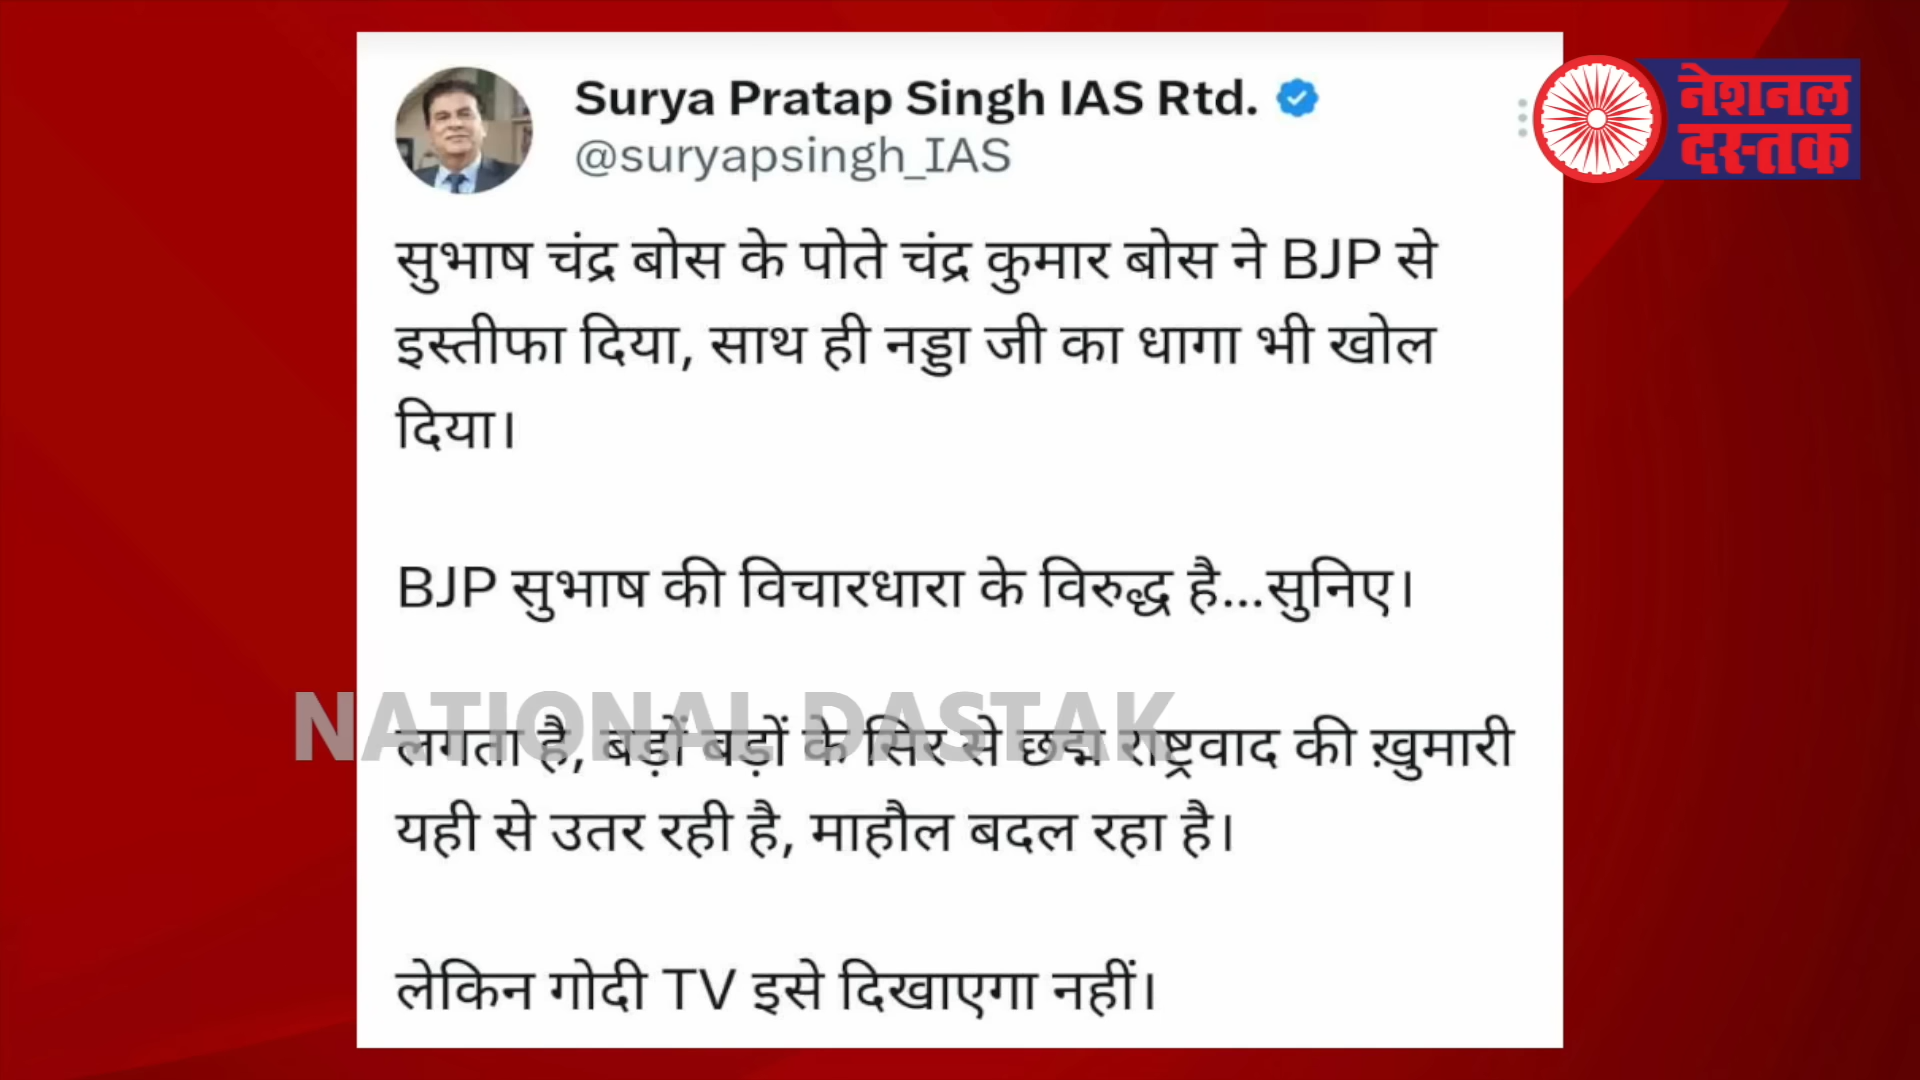 Surya Pratap Singh IAS Rtd.
@suryapsingh_IAS
नेशनल
दस्तक
सुभाष चंद्र बोस के पोते चंद्र कुमार बोस ने BJP से
इस्तीफा दिया, साथ ही नड्डा जी का धागा भी खोल
दिया।
BJP सुभाष की विचारधारा के विरुद्ध है...सुनिए।
NATIONAL DASTAK
लगता है, बड़ों बड़ों के सिर से छद्म राष्ट्रवाद की ख़ुमारी
यही से उतर रही है, माहौल बदल रहा है।
लेकिन गोदी TV इसे दिखाएगा नहीं।